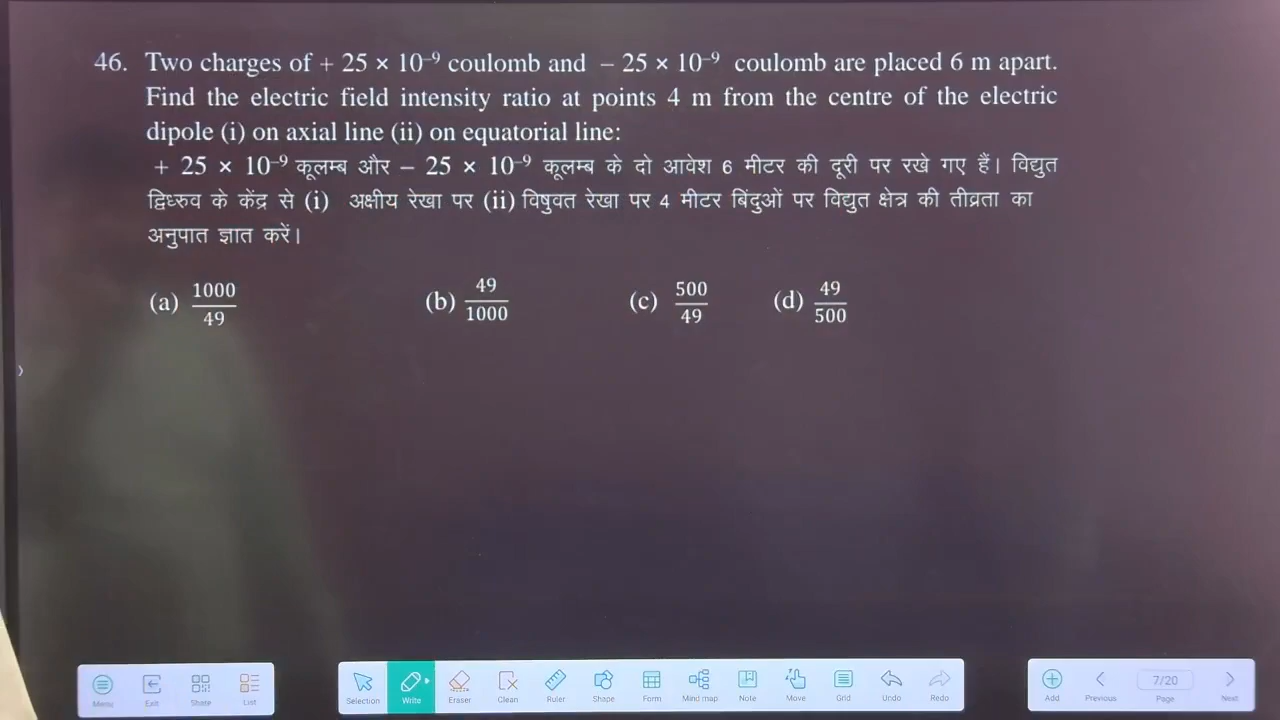 46. Two charges of + 25 × 10⁻⁹ coulomb and – 25 × 10⁻⁹ coulomb are placed 6 m apart.
Find the electric field intensity ratio at points 4 m from the centre of the electric
dipole (i) on axial line (ii) on equatorial line:
+ 25 × 10⁻⁹ कूलम्ब और – 25 × 10⁻⁹ कूलम्ब के दो आवेश 6 मीटर की दूरी पर रखे गए हैं। विद्युत
द्विध्रुव के केंद्र से (i) अक्षीय रेखा पर (ii) विषुवत रेखा पर 4 मीटर बिंदुओं पर विद्युत क्षेत्र की तीव्रता का
अनुपात ज्ञात करें।
(a) 1000/49 (b) 49/1000 (c) 500/49 (d) 49/500
Menu Exit Share List Selection Write Eraser Clean Ruler Shape Form Mind map Note Move Grid Undo Redo Add Previous 7/20 Page Next